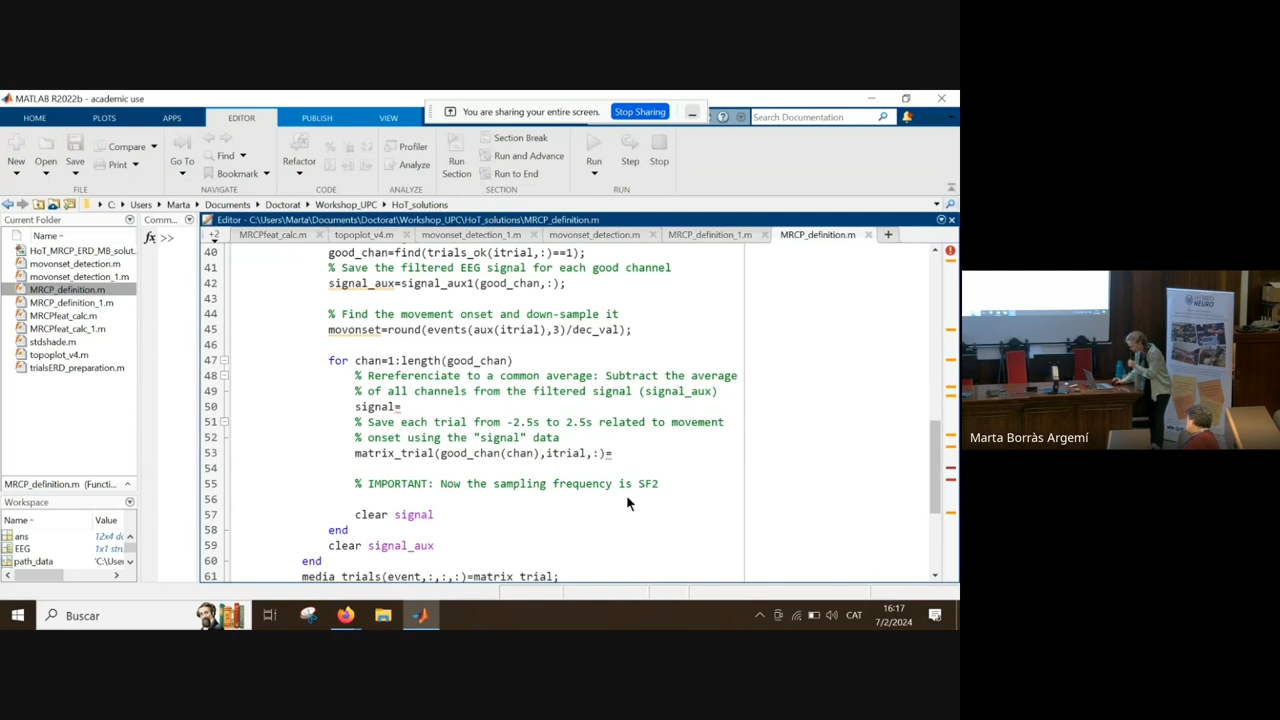 MATLAB R2022b - academic use
You are sharing your entire screen.
Stop Sharing
HOME
PLOTS
APPS
EDITOR
PUBLISH
VIEW
Search Documentation
New
Open
Save
Compare
Print
Go To
Find
Bookmark
Refactor
Profiler
Analyze
Run
Section
Section Break
Run and Advance
Run to End
Run
Step
Stop
FILE
NAVIGATE
CODE
ANALYZE
SECTION
RUN
C: Users Marta Documents Doctorat Workshop_UPC HoT_solutions
Current Folder
Comm...
Editor - C:\Users\Marta\Documents\Doctorat\Workshop_UPC\HoT_solutions\MRCP_definition.m
Name
HoT_MRCP_ERD_MB_solut...
movonset_detection.m
movonset_detection_1.m
MRCP_definition.m
MRCP_definition_1.m
MRCPfeat_calc.m
MRCPfeat_calc_1.m
stdshade.m
topoplot_v4.m
trialsERD_preparation.m
fx >>
+2
MRCPfeat_calc.m
topoplot_v4.m
movonset_detection_1.m
movonset_detection.m
MRCP_definition_1.m
MRCP_definition.m
40 good_chan=find(trials_ok(itrial,:)==1);
41 % Save the filtered EEG signal for each good channel
42 signal_aux=signal_aux1(good_chan,:);
43
44 % Find the movement onset and down-sample it
45 movonset=round(events(aux(itrial),3)/dec_val);
46
47 for chan=1:length(good_chan)
48 % Rereferenciate to a common average: Subtract the average
49 % of all channels from the filtered signal (signal_aux)
50 signal=
51 % Save each trial from -2.5s to 2.5s related to movement
52 % onset using the "signal" data
53 matrix_trial(good_chan(chan),itrial,:)=
54
55 % IMPORTANT: Now the sampling frequency is SF2
56
57 clear signal
58 end
59 clear signal_aux
60 end
61 media_trials(event,:,:,:)=matrix_trial;
MRCP_definition.m (Functi...
Workspace
Name Value
ans 12x4 do
EEG 1x1 stru
path_data 'C:\User
Buscar
CAT
16:17
7/2/2024
Marta Borràs Argemí